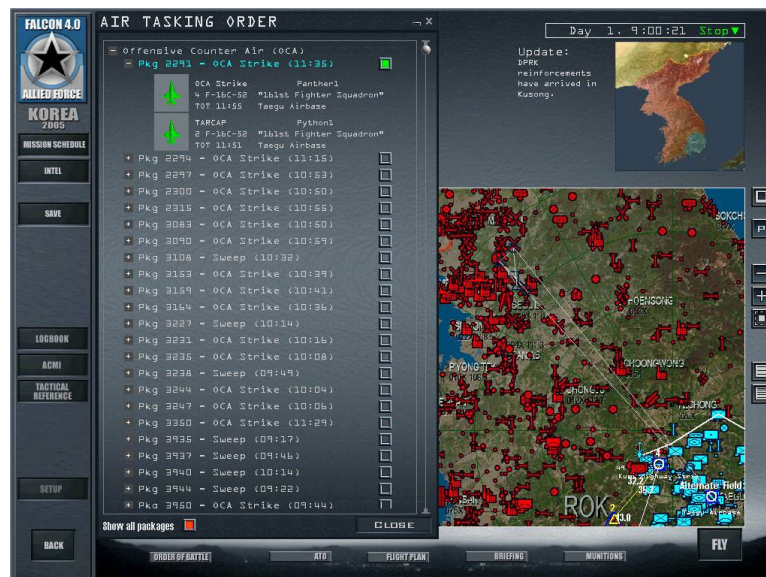 FALCON 4.0
ALLIED FORCE
KOREA
2005
MISSION SCHEDULE
INTEL
SAVE
LOGBOOK
ACMI
TACTICAL
REFERENCE
SETUP
BACK
AIR TASKING ORDER
Offensive Counter Air (OCA)
Pkg 2291 - OCA Strike (11:35)
OCA Strike Panther1
4 F-16C-52 "161st Fighter Squadron"
TOT 11:55 Taegu Airbase
TARCAP Python1
2 F-16C-52 "161st Fighter Squadron"
TOT 11:51 Taegu Airbase
Pkg 2294 - OCA Strike (11:15)
Pkg 2297 - OCA Strike (10:53)
Pkg 2300 - OCA Strike (10:50)
Pkg 2315 - OCA Strike (10:55)
Pkg 3083 - OCA Strike (10:50)
Pkg 3090 - OCA Strike (10:59)
Pkg 3108 - Sweep (10:32)
Pkg 3153 - OCA Strike (10:39)
Pkg 3159 - OCA Strike (10:41)
Pkg 3164 - OCA Strike (10:36)
Pkg 3227 - Sweep (10:14)
Pkg 3231 - OCA Strike (10:16)
Pkg 3235 - OCA Strike (10:08)
Pkg 3238 - Sweep (09:49)
Pkg 3244 - OCA Strike (10:04)
Pkg 3247 - OCA Strike (10:06)
Pkg 3350 - OCA Strike (11:29)
Pkg 3935 - Sweep (09:17)
Pkg 3937 - Sweep (09:46)
Pkg 3940 - Sweep (10:14)
Pkg 3944 - Sweep (09:22)
Pkg 3950 - OCA Strike (09:44)
Show all packages
CLOSE
Day 1, 9:00:21 Stop
Update:
DPRK
reinforcements
have arrived in
Kusong.
SOKCH
HOENGSONG
CHOONGWONG
Alternate Field
ROK
2
FLY
ORDER OF BATTLE
ATO
FLIGHT PLAN
BRIEFING
MUNITIONS